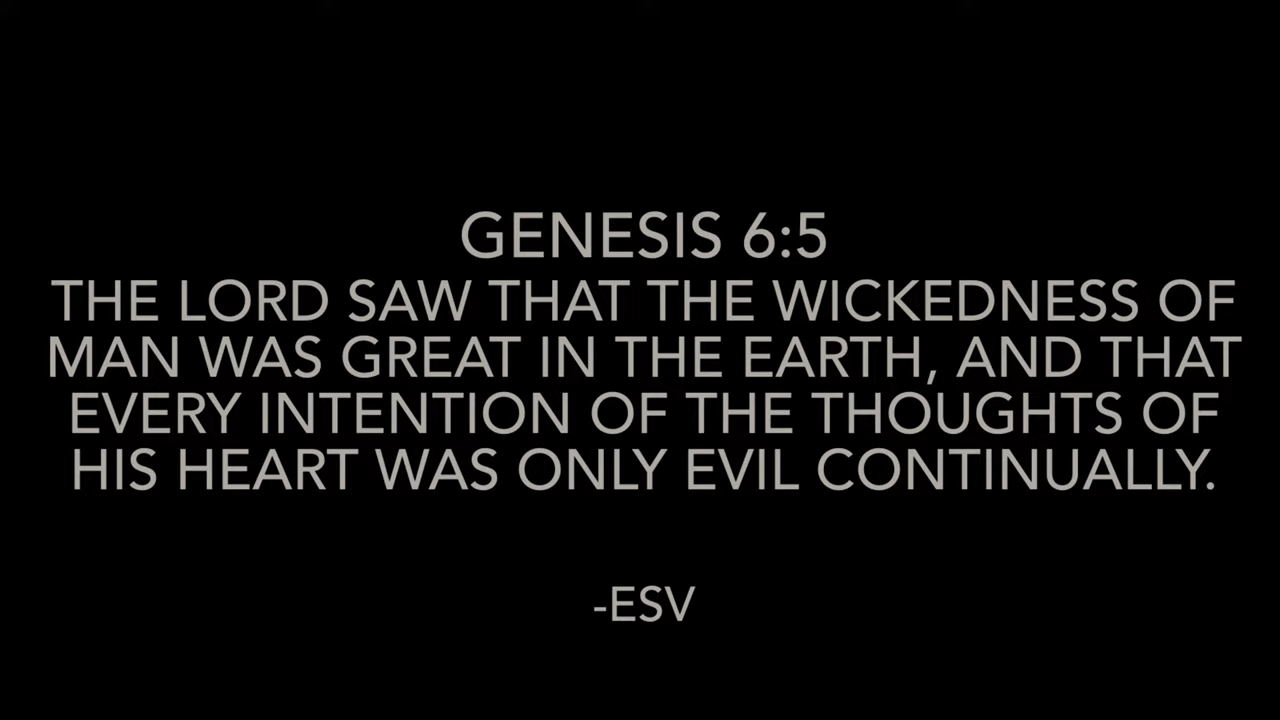 GENESIS 6:5
THE LORD SAW THAT THE WICKEDNESS OF
MAN WAS GREAT IN THE EARTH, AND THAT
EVERY INTENTION OF THE THOUGHTS OF
HIS HEART WAS ONLY EVIL CONTINUALLY.
-ESV